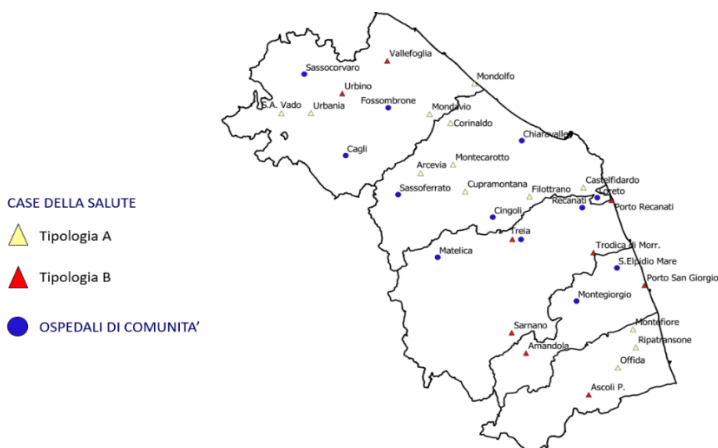 Vallefoglia
Sassocorvaro
Mondolfo
Urbino
S.A. Vado
Urbania
Fossombrone
Mondavio
Corinaldo
Chiaravalle
Cagli
Arcevia
Montecarotto
CASE DELLA SALUTE
Sassoferrato
Cupramontana
Filottrano
Castelfidardo
Loreto
Recanati
Porto Recanati
Cingoli
Tipologia A
Treia
Matelica
Trodica di Morr.
S.Elpidio Mare
Tipologia B
Porto San Giorgio
Montegiorgio
OSPEDALI DI COMUNITA'
Sarnano
Montefiore
Amandola
Ripatransone
Offida
Ascoli P.